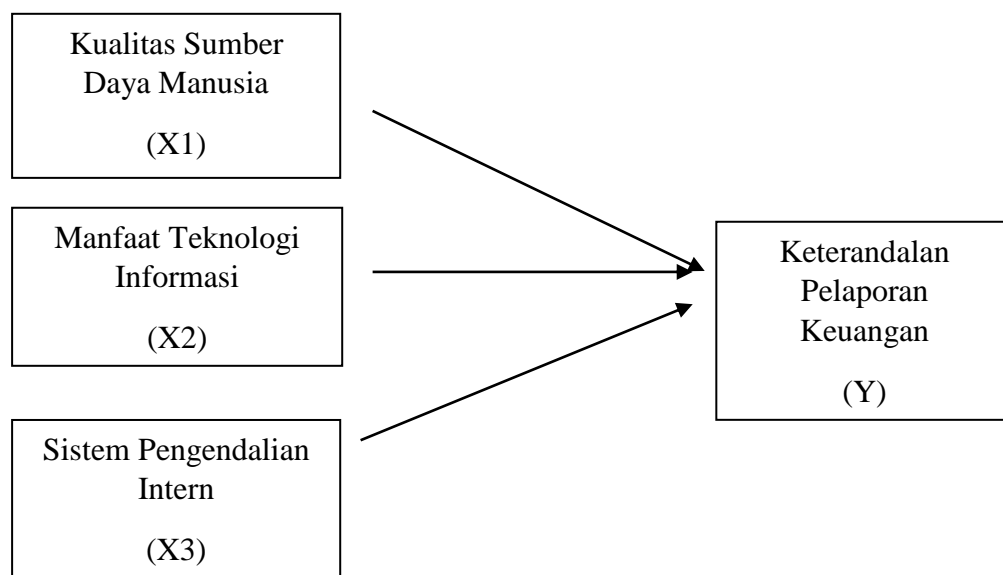 Kualitas Sumber
Daya Manusia
(X1)
Manfaat Teknologi
Informasi
(X2)
Sistem Pengendalian
Intern
(X3)
Keterandalan
Pelaporan
Keuangan
(Y)